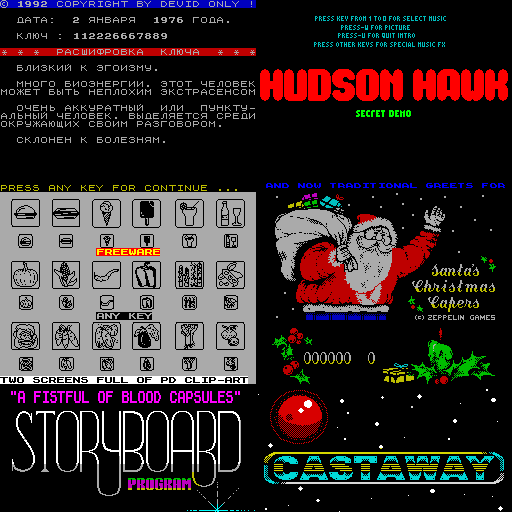 © 1992 COPYRIGHT BY DEVID ONLY !
ДАТА: 2 ЯНВАРЯ 1976 ГОДА.
КЛЮЧ : 112226667889
* * * РАСШИФРОВКА КЛЮЧА * * *
БЛИЗКИЙ К ЭГОИЗМУ.
МНОГО БИОЭНЕРГИИ. ЭТОТ ЧЕЛОВЕК
МОЖЕТ БЫТЬ НЕПЛОХИМ ЭКСТРАСЕНСОМ
ОЧЕНЬ АККУРАТНЫЙ ИЛИ ПУНКТУ-
АЛЬНЫЙ ЧЕЛОВЕК. ВЫДЕЛЯЕТСЯ СРЕДИ
ОКРУЖАЮЩИХ СВОИМ РАЗГОВОРОМ.
СКЛОНЕН К БОЛЕЗНЯМ.
PRESS ANY KEY FOR CONTINUE ...
PRESS KEY FROM 1 TO 0 FOR SELECT MUSIC
PRESS-W FOR PICTURE
PRESS-U FOR QUIT INTRO
PRESS OTHER KEYS FOR SPECIAL MUSIC FX
HUDSON HAWK
SECRET DEMO
AND NOW TRADITIONAL GREETS FOR
FREEWARE
ANY KEY
TWO SCREENS FULL OF PD CLIP-ART
Santa's
Christmas
Capers
(c) ZEPPELIN GAMES
000000 0
"A FISTFUL OF BLOOD CAPSULES"
STORYBOARD
PROGRAM
CASTAWAY